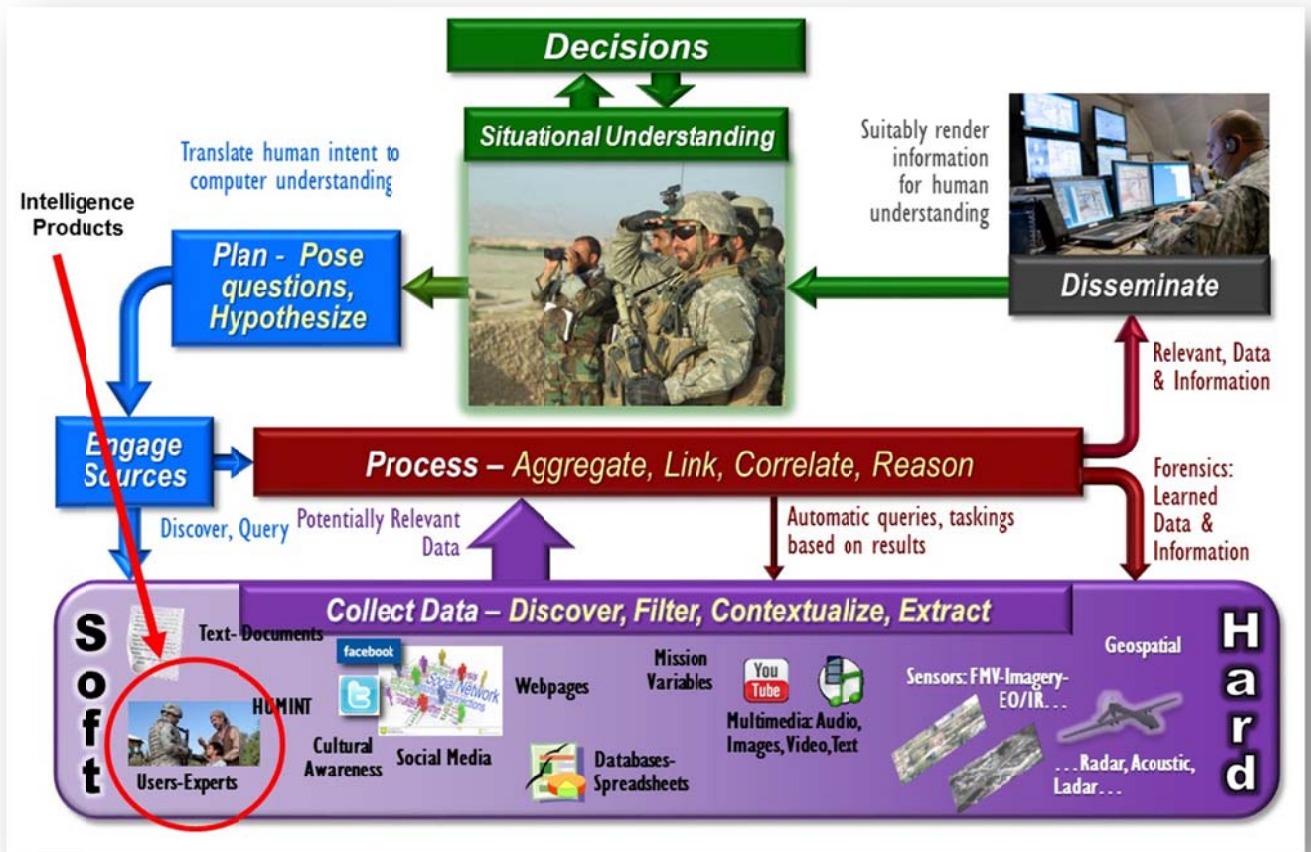 Decisions
Situational Understanding
Translate human intent to
computer understanding
Intelligence
Products
Plan - Pose
questions,
Hypothesize
Suitably render
information
for human
understanding
Disseminate
Relevant, Data
& Information
Engage
Sources
Process – Aggregate, Link, Correlate, Reason
Forensics:
Learned
Data &
Information
Discover, Query
Potentially Relevant
Data
Automatic queries, taskings
based on results
Collect Data – Discover, Filter, Contextualize, Extract
Soft
Text- Documents
HUMINT
Users-Experts
Cultural
Awareness
facebook
Social Network
Social Media
Webpages
Databases-
Spreadsheets
Mission
Variables
You
Tube
Multimedia: Audio,
Images, Video, Text
Sensors: FMV-Imagery-
EO/IR…
Geospatial
…Radar, Acoustic,
Ladar…
Hard